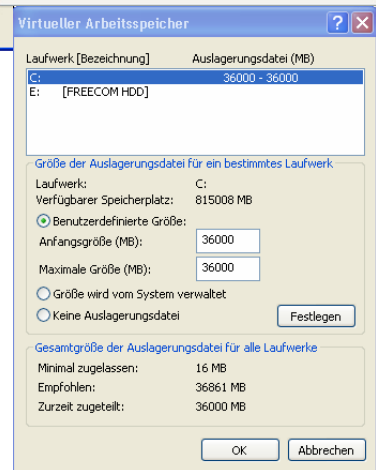 Virtueller Arbeitsspeicher
Laufwerk [Bezeichnung] Auslagerungsdatei (MB)
C: 36000 - 36000
E: [FREECOM HDD]
Größe der Auslagerungsdatei für ein bestimmtes Laufwerk
Laufwerk: C:
Verfügbarer Speicherplatz: 815008 MB
Benutzerdefinierte Größe:
Anfangsgröße (MB): 36000
Maximale Größe (MB): 36000
Größe wird vom System verwaltet
Keine Auslagerungsdatei Festlegen
Gesamtgröße der Auslagerungsdatei für alle Laufwerke
Minimal zugelassen: 16 MB
Empfohlen: 36861 MB
Zurzeit zugeteilt: 36000 MB
OK Abbrechen